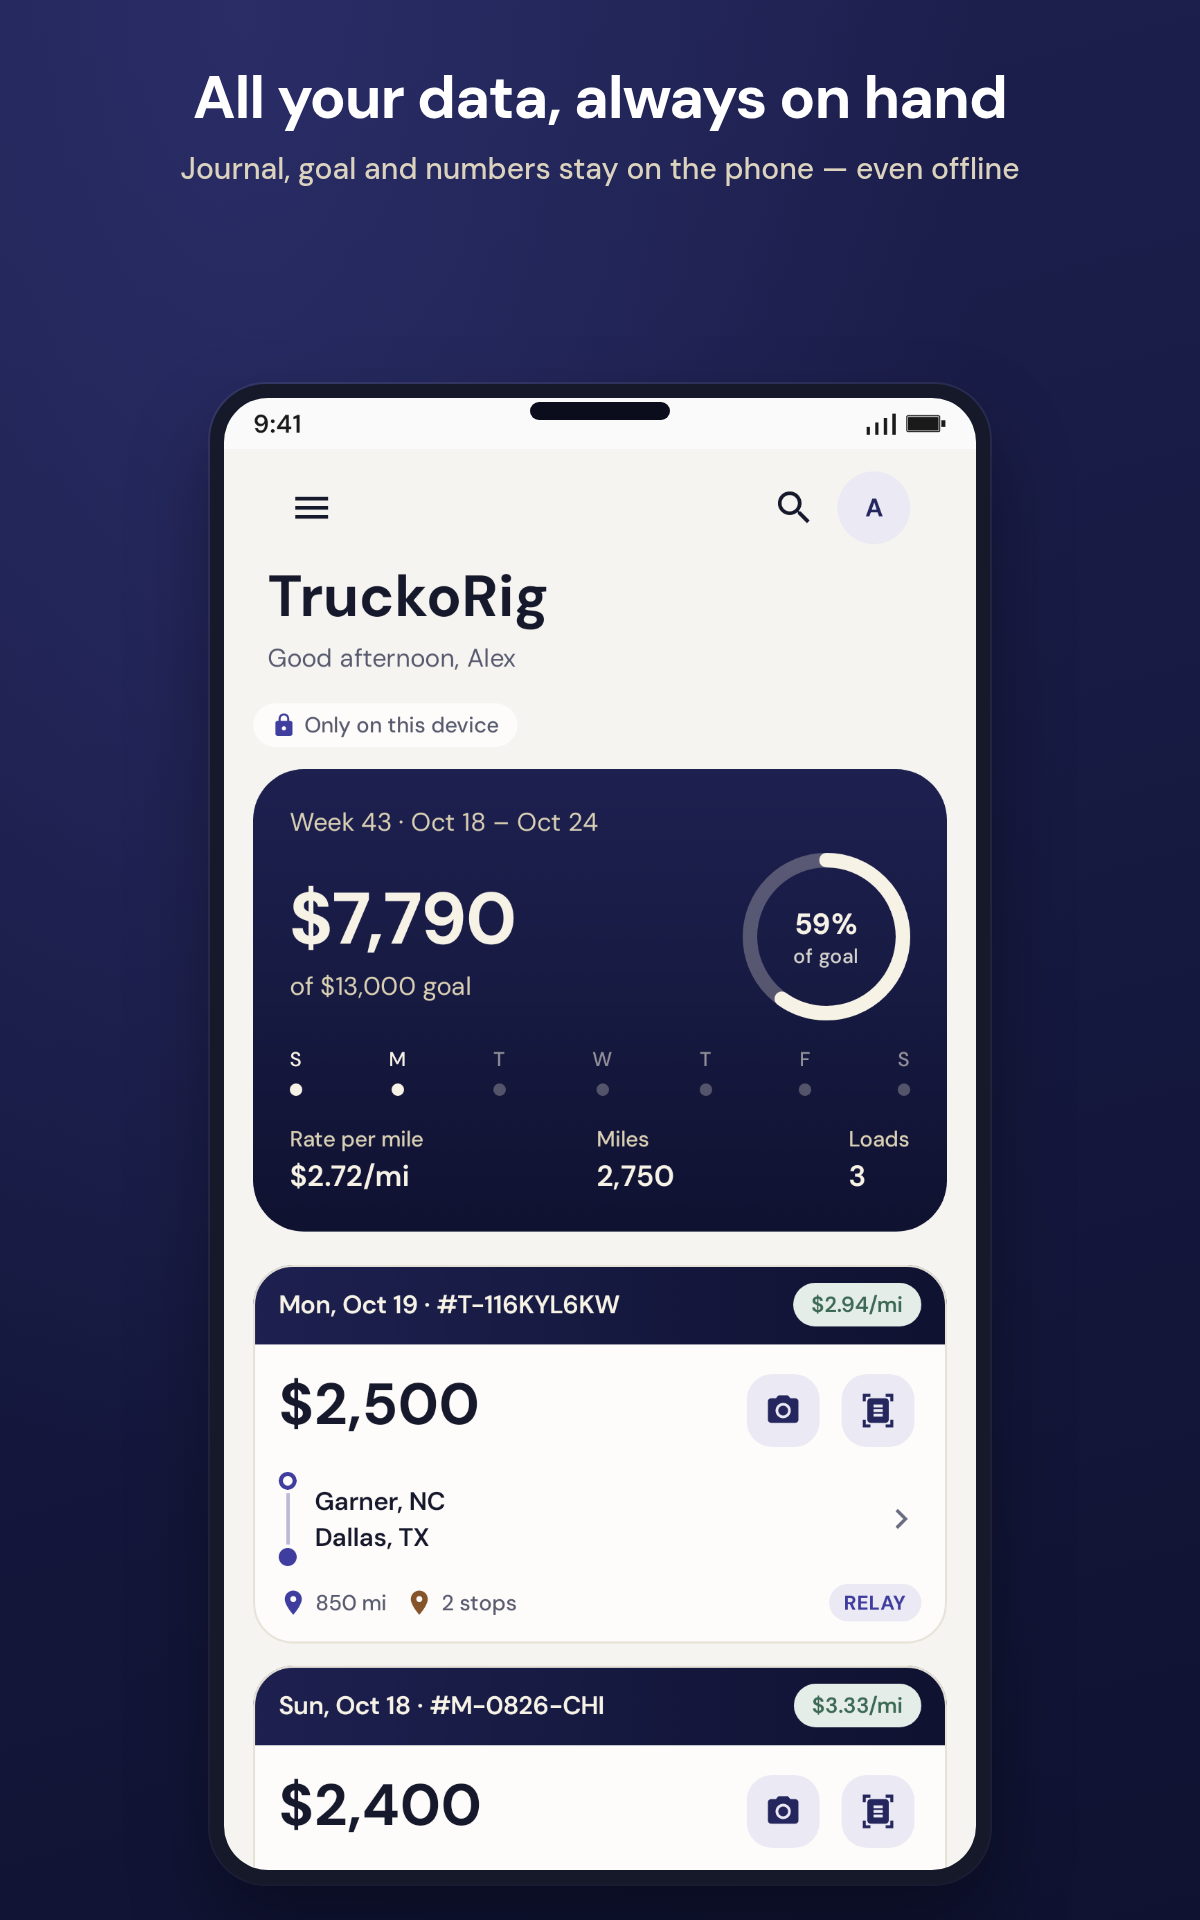 All your data, always on hand
Journal, goal and numbers stay on the phone — even offline
9:41
A
TruckoRig
Good afternoon, Alex
Only on this device
Week 43 · Oct 18 – Oct 24
$7,790
59%
of goal
of $13,000 goal
S M T W T F S
Rate per mile Miles Loads
$2.72/mi 2,750 3
Mon, Oct 19 · #T-116KYL6KW $2.94/mi
$2,500
Garner, NC
Dallas, TX
850 mi 2 stops RELAY
Sun, Oct 18 · #M-0826-CHI $3.33/mi
$2,400